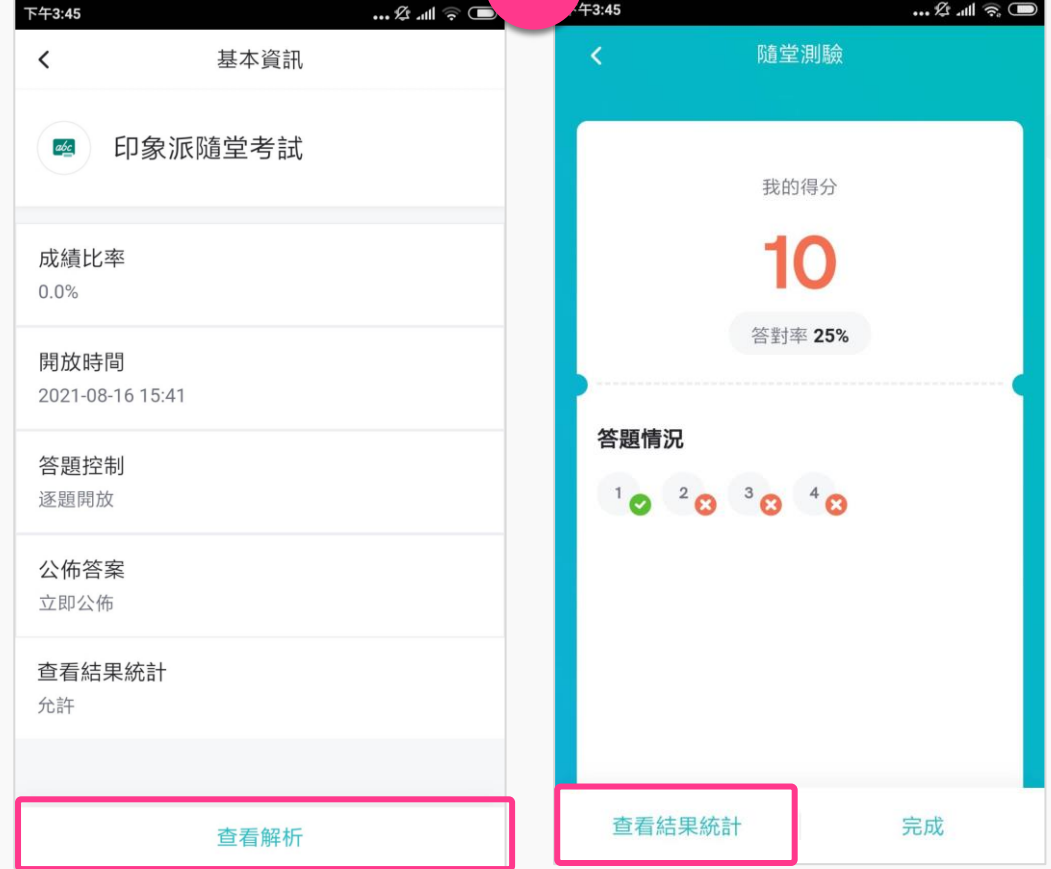 下午3:45
基本資訊
abc
印象派隨堂考試
成績比率
0.0%
開放時間
2021-08-16 15:41
答題控制
逐題開放
公佈答案
立即公佈
查看結果統計
允許
查看解析
午3:45
隨堂測驗
我的得分
10
答對率 25%
答題情況
1 2 3 4
查看結果統計
完成